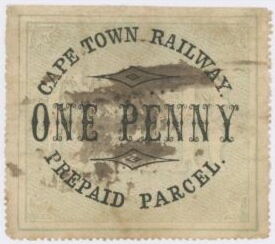 CAPE TOWN RAILWAY.
ONE PENNY
PREPAID PARCEL.